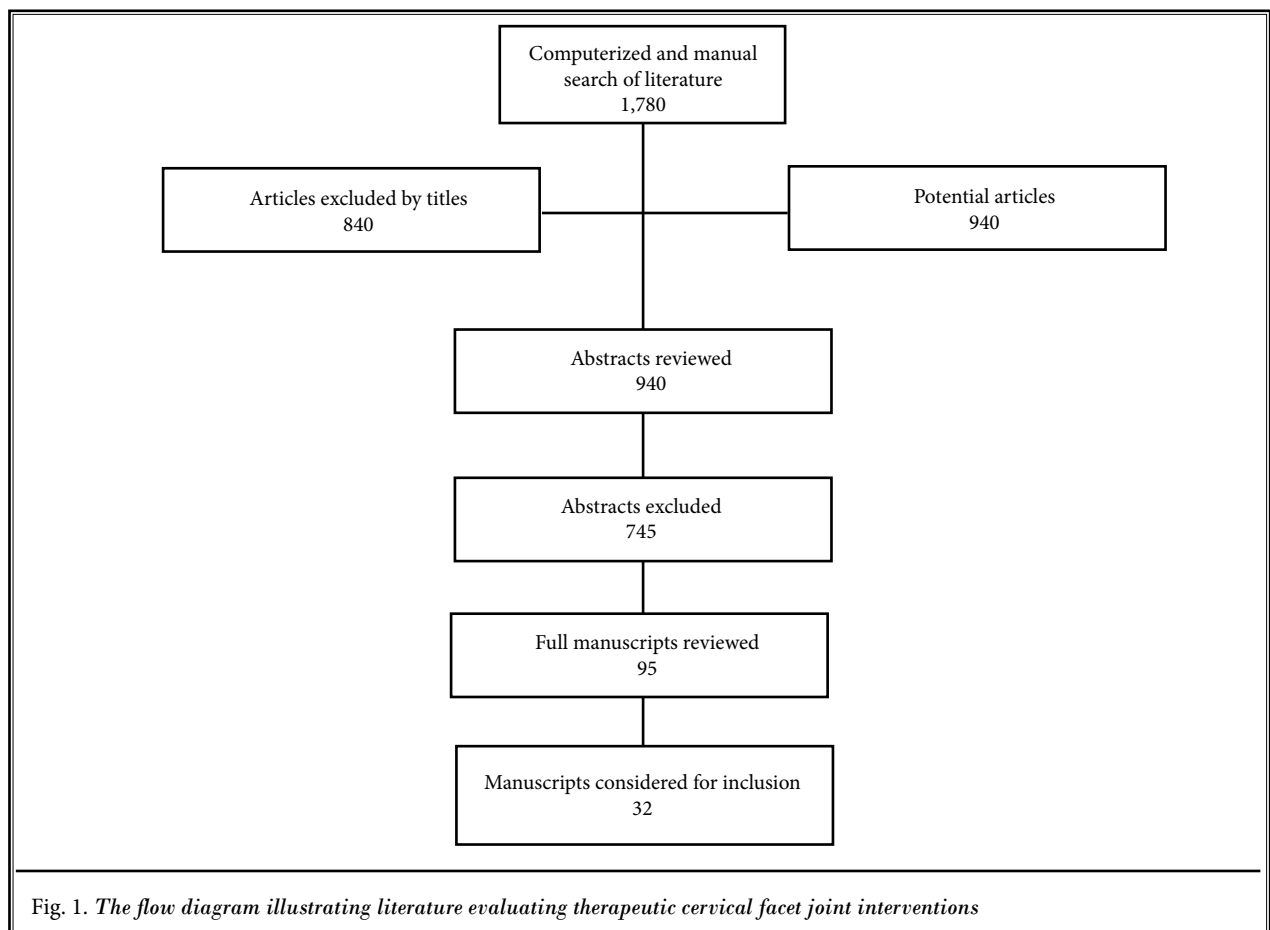 Computerized and manual
search of literature
1,780
Articles excluded by titles
840
Potential articles
940
Abstracts reviewed
940
Abstracts excluded
745
Full manuscripts reviewed
95
Manuscripts considered for inclusion
32
Fig. 1. The flow diagram illustrating literature evaluating therapeutic cervical facet joint interventions